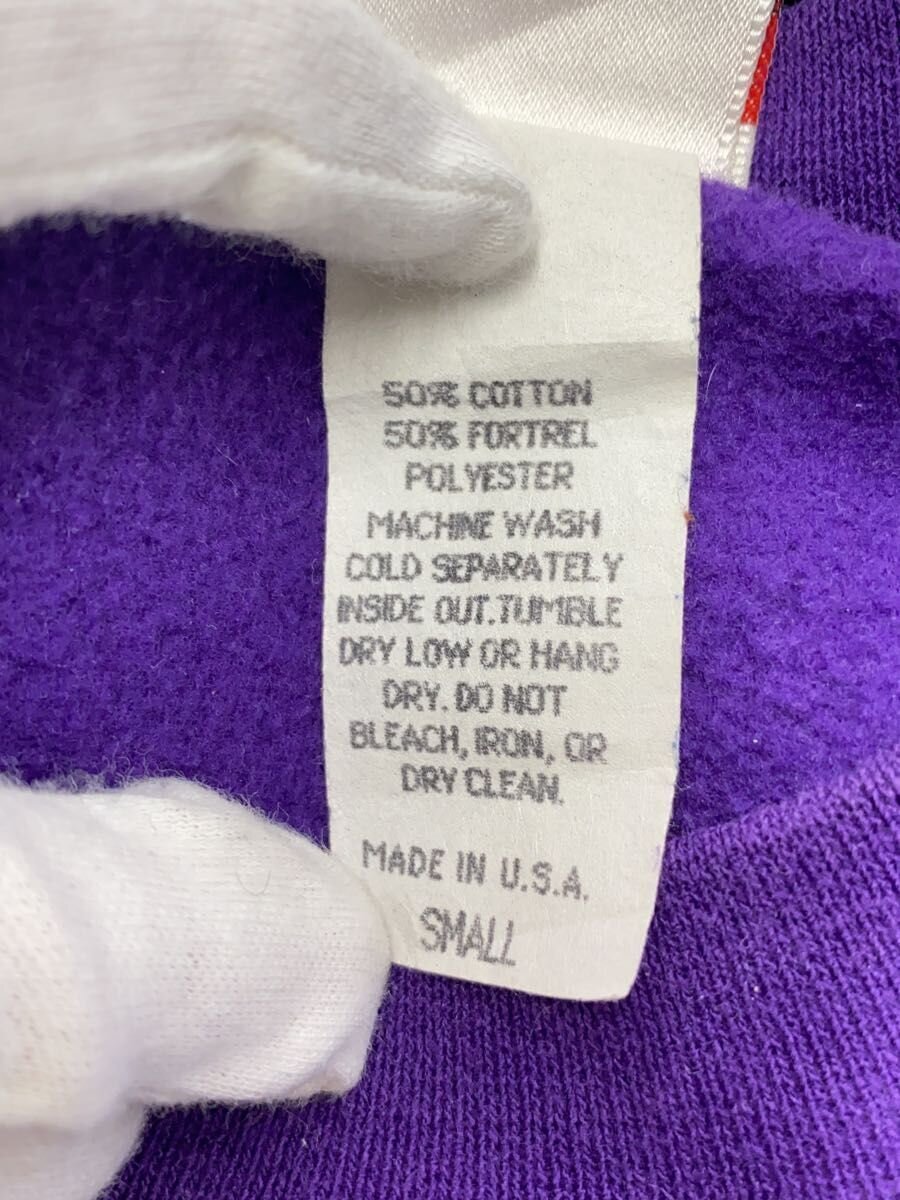 50% COTTON
50% FORTREL
POLYESTER
MACHINE WASH
COLD SEPARATELY
INSIDE OUT. TUMBLE
DRY LOW OR HANG
DRY. DO NOT
BLEACH, IRON, OR
DRY CLEAN.
MADE IN U.S.A.
SMALL